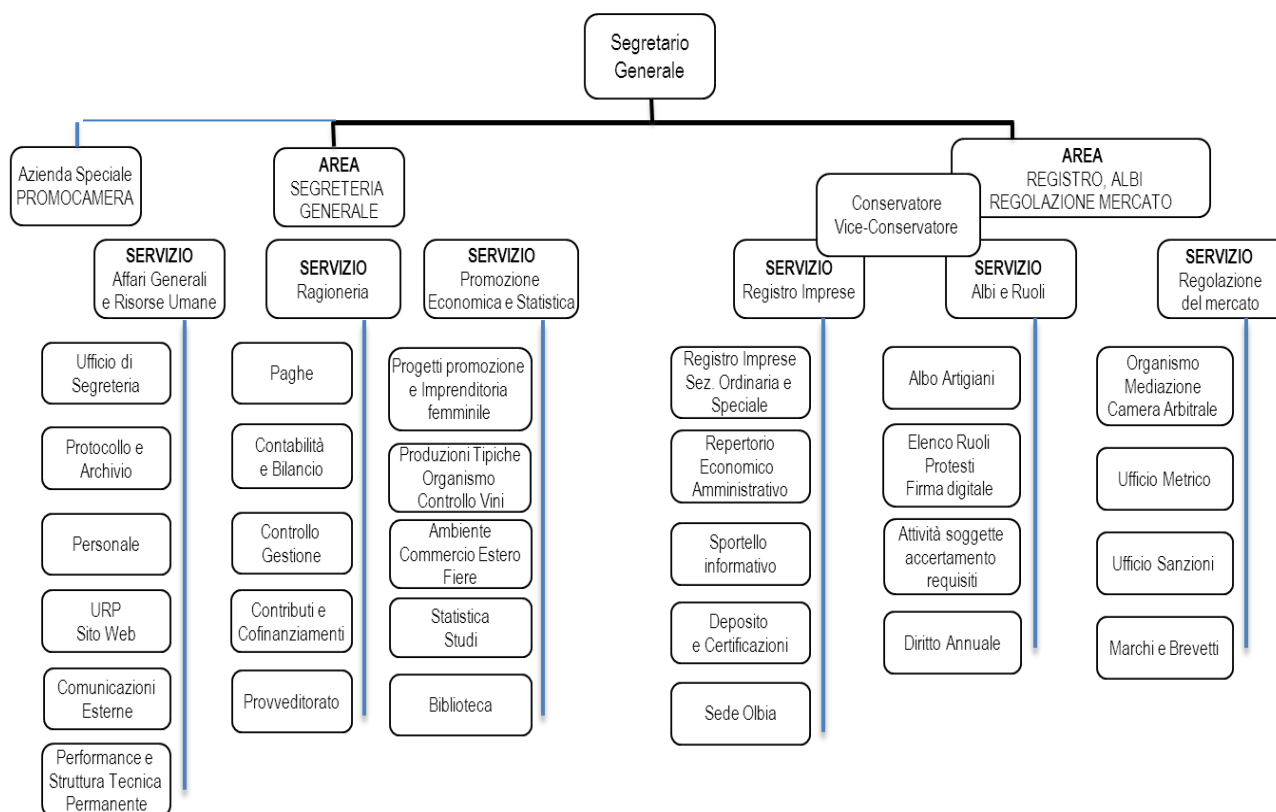 Segretario
Generale
Azienda Speciale
PROMOCAMERA
AREA
SEGRETERIA
GENERALE
AREA
REGISTRO, ALBI
REGOLAZIONE MERCATO
Conservatore
Vice-Conservatore
SERVIZIO
Affari Generali
e Risorse Umane
SERVIZIO
Ragioneria
SERVIZIO
Promozione
Economica e Statistica
SERVIZIO
Registro Imprese
SERVIZIO
Albi e Ruoli
SERVIZIO
Regolazione
del mercato
Ufficio di
Segreteria
Protocollo e
Archivio
Personale
URP
Sito Web
Comunicazioni
Esterne
Performance e
Struttura Tecnica
Permanente
Paghe
Contabilità
e Bilancio
Controllo
Gestione
Contributi e
Cofinanziamenti
Provveditorato
Progetti promozione
e Imprenditoria
femminile
Produzioni Tipiche
Organismo
Controllo Vini
Ambiente
Commercio Estero
Fiere
Statistica
Studi
Biblioteca
Registro Imprese
Sez. Ordinaria e
Speciale
Repertorio
Economico
Amministrativo
Sportello
informativo
Deposito
e Certificazioni
Sede Olbia
Albo Artigiani
Elenco Ruoli
Protesti
Firma digitale
Attività soggette
accertamento
requisiti
Diritto Annuale
Organismo
Mediazione
Camera Arbitrale
Ufficio Metrico
Ufficio Sanzioni
Marchi e Brevetti